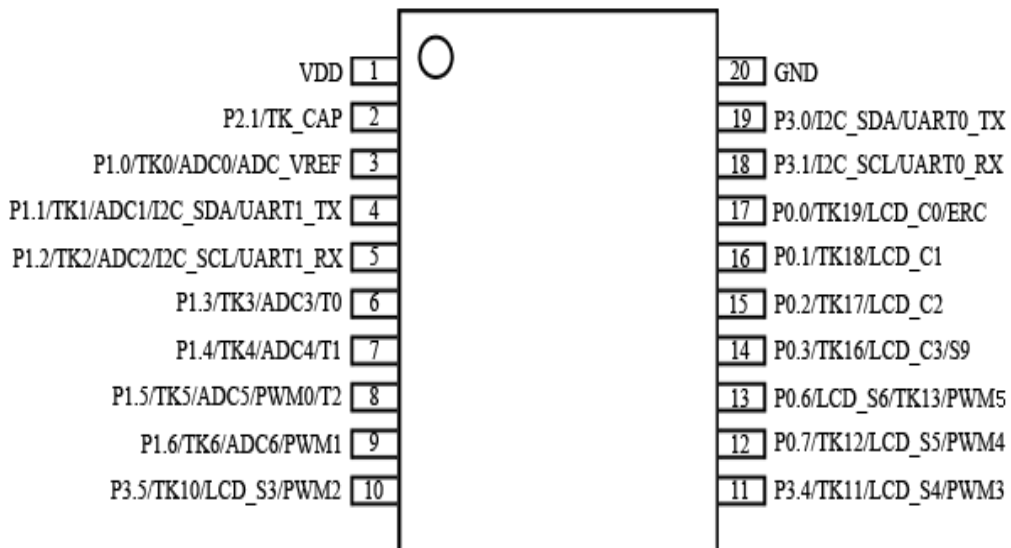 VDD 1 20 GND
P2.1/TK_CAP 2 19 P3.0/I2C_SDA/UART0_TX
P1.0/TK0/ADC0/ADC_VREF 3 18 P3.1/I2C_SCL/UART0_RX
P1.1/TK1/ADC1/I2C_SDA/UART1_TX 4 17 P0.0/TK19/LCD_C0/ERC
P1.2/TK2/ADC2/I2C_SCL/UART1_RX 5 16 P0.1/TK18/LCD_C1
P1.3/TK3/ADC3/T0 6 15 P0.2/TK17/LCD_C2
P1.4/TK4/ADC4/T1 7 14 P0.3/TK16/LCD_C3/S9
P1.5/TK5/ADC5/PWM0/T2 8 13 P0.6/LCD_S6/TK13/PWM5
P1.6/TK6/ADC6/PWM1 9 12 P0.7/TK12/LCD_S5/PWM4
P3.5/TK10/LCD_S3/PWM2 10 11 P3.4/TK11/LCD_S4/PWM3